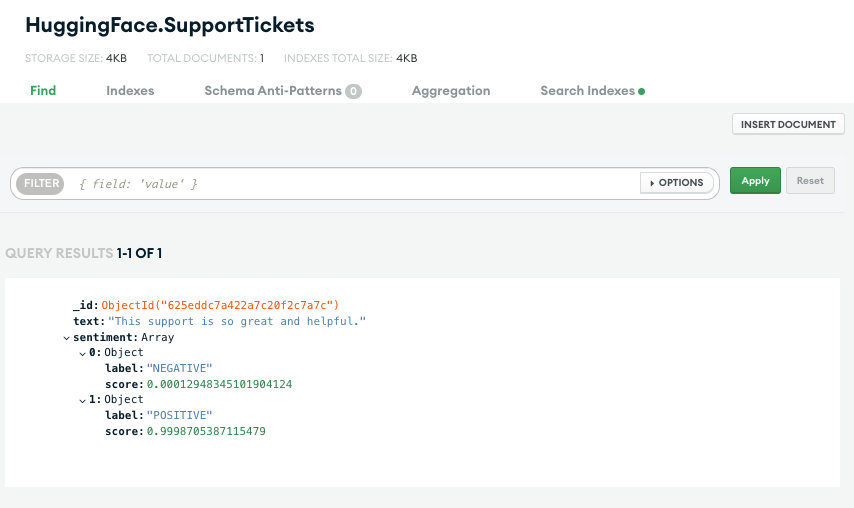 HuggingFace.SupportTickets
STORAGE SIZE: 4KB TOTAL DOCUMENTS: 1 INDEXES TOTAL SIZE: 4KB
Find Indexes Schema Anti-Patterns 0 Aggregation Search Indexes
INSERT DOCUMENT
FILTER { field: 'value' } OPTIONS Apply Reset
QUERY RESULTS 1-1 OF 1
_id: ObjectId("625eddc7a422a7c20f2c7a7c")
text: "This support is so great and helpful."
sentiment: Array
0: Object
label: "NEGATIVE"
score: 0.00012948345101904124
1: Object
label: "POSITIVE"
score: 0.9998705387115479